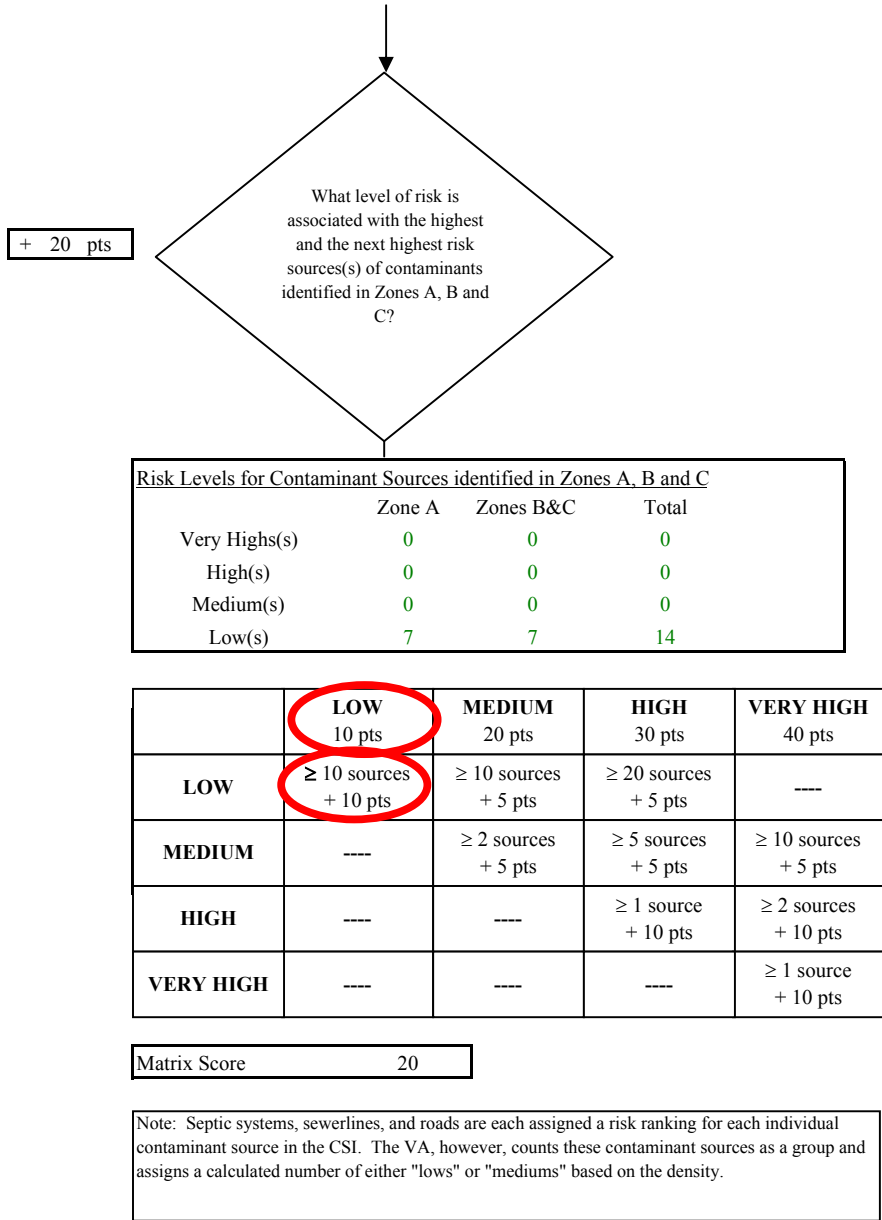 What level of risk is
associated with the highest
and the next highest risk
sources(s) of contaminants
identified in Zones A, B and
C?
+ 20 pts
Risk Levels for Contaminant Sources identified in Zones A, B and C
Zone A Zones B&C Total
Very Highs(s) 0 0 0
High(s) 0 0 0
Medium(s) 0 0 0
Low(s) 7 7 14
LOW MEDIUM HIGH VERY HIGH
10 pts 20 pts 30 pts 40 pts
LOW ≥ 10 sources ≥ 10 sources ≥ 20 sources ----
+ 10 pts + 5 pts + 5 pts
MEDIUM ---- ≥ 2 sources ≥ 5 sources ≥ 10 sources
+ 5 pts + 5 pts + 5 pts
HIGH ---- ---- ≥ 1 source ≥ 2 sources
+ 10 pts + 10 pts
VERY HIGH ---- ---- ---- ≥ 1 source
+ 10 pts
Matrix Score 20
Note: Septic systems, sewerlines, and roads are each assigned a risk ranking for each individual
contaminant source in the CSI. The VA, however, counts these contaminant sources as a group and
assigns a calculated number of either "lows" or "mediums" based on the density.